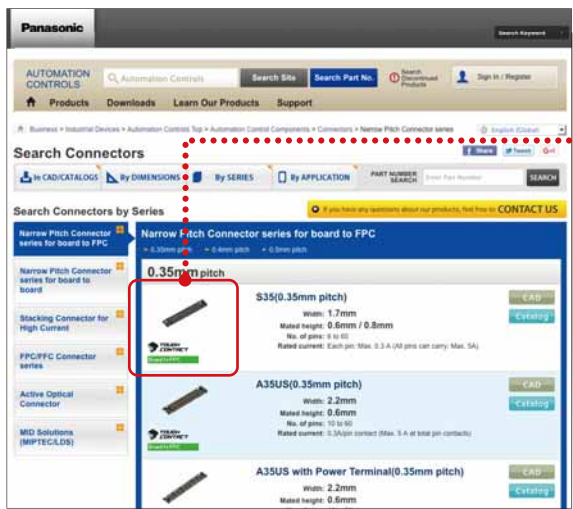 Panasonic
Search Keyword
AUTOMATION CONTROLS
Automation Controls
Search Site
Search Part No.
Search Discontinued Products
Sign In / Register
Products Downloads Learn Our Products Support
Business > Industrial Devices > Automation Controls Top > Automation Control Components > Connectors > Narrow Pitch Connector series
English (Global)
Search Connectors
Share Tweet
In CAD/CATALOGS
By DIMENSIONS
By SERIES
By APPLICATION
PART NUMBER SEARCH
Enter Part Number
SEARCH
Search Connectors by Series
If you have any questions about our products, feel free to CONTACT US
Narrow Pitch Connector series for board to FPC
Narrow Pitch Connector series for board to board
Stacking Connector for High Current
FPC/FFC Connector series
Active Optical Connector
MID Solutions (MIPTEC/LDS)
Narrow Pitch Connector series for board to FPC
0.35mm pitch 0.4mm pitch 0.5mm pitch
0.35mm pitch
TOUGH CONTACT
Board to FPC
S35(0.35mm pitch)
Width: 1.7mm
Mated height: 0.6mm / 0.8mm
No. of pins: 6 to 60
Rated current: Each pin: Max. 0.3 A (All pins can carry: Max. 5A)
CAD
Catalog
TOUGH CONTACT
Board to FPC
A35US(0.35mm pitch)
Width: 2.2mm
Mated height: 0.6mm
No. of pins: 10 to 60
Rated current: 0.3A/pin contact (Max. 5 A at total pin contacts)
CAD
Catalog
A35US with Power Terminal(0.35mm pitch)
Width: 2.2mm
Mated height: 0.6mm
CAD
Catalog